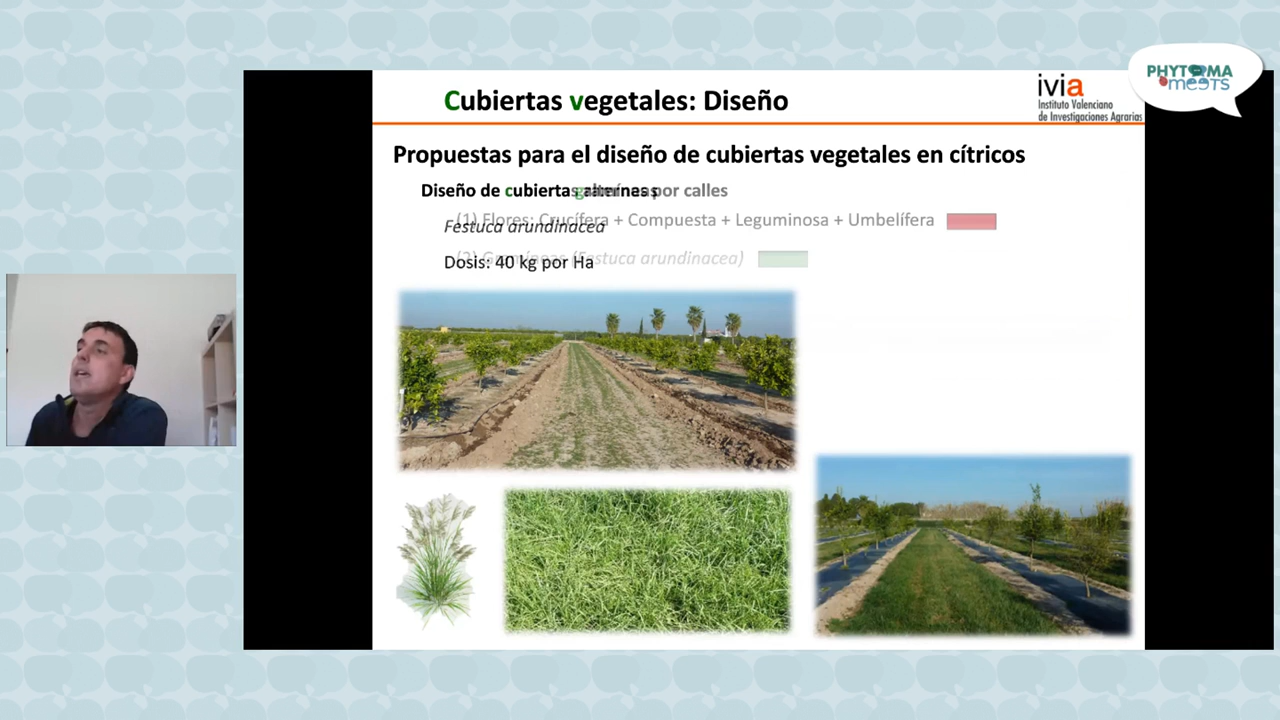 PHYTOMA
meets
ivia
Instituto Valenciano
de Investigaciones Agrarias
Cubiertas vegetales: Diseño
Propuestas para el diseño de cubiertas vegetales en cítricos
Diseño de cubiertas alternas por calles
(1) Flores: Crucífera + Compuesta + Leguminosa + Umbelífera
Festuca arundinacea
(2) Gramíneas (Festuca arundinacea)
Dosis: 40 kg por Ha